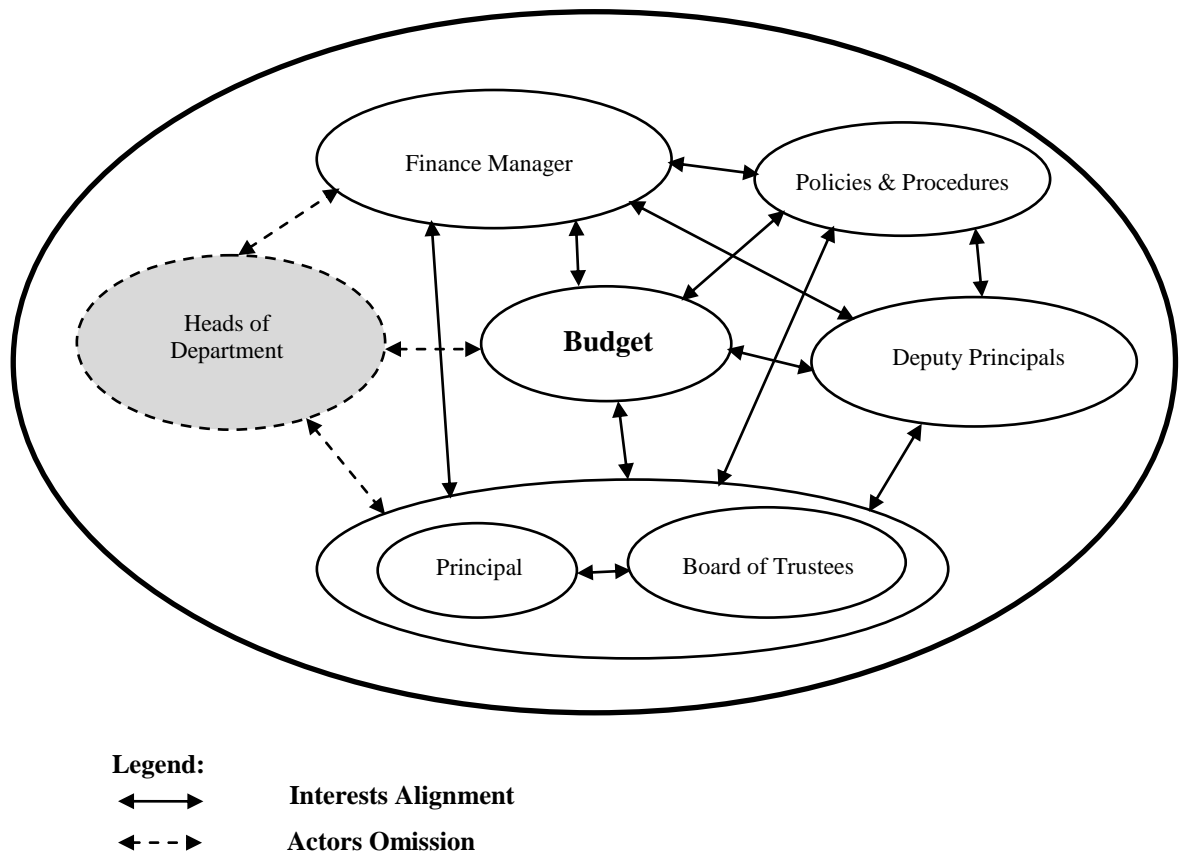 Finance Manager
Policies & Procedures
Heads of
Department
Budget
Deputy Principals
Principal
Board of Trustees
Legend:
Interests Alignment
Actors Omission